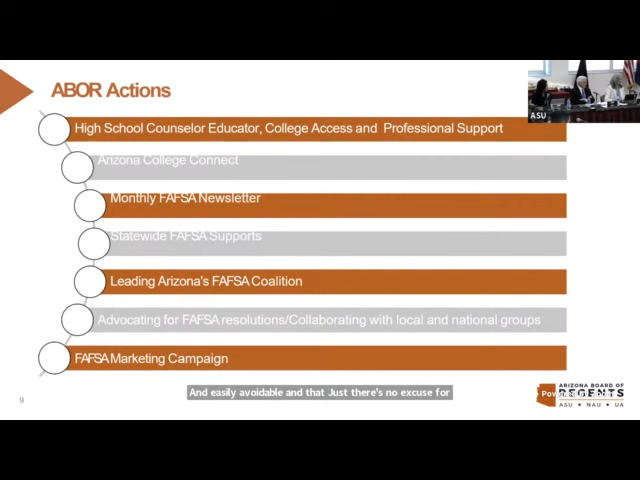 ABOR Actions
ASU
High School Counselor Educator, College Access and Professional Support
Arizona College Connect
Monthly FAFSA Newsletter
Statewide FAFSA Supports
Leading Arizona's FAFSA Coalition
Advocating for FAFSA resolutions/Collaborating with local and national groups
FAFSA Marketing Campaign
And easily avoidable and that Just there's no excuse for
9
ARIZONA BOARD OF
REGENTS
ASU • NAU • UA